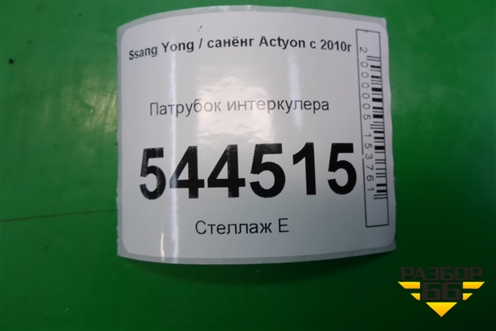 Ssang Yong / санёнг Actyon с 2010г
Патрубок интеркулера
544515
Стеллаж Е
2000005153761
РАЗБОР
66